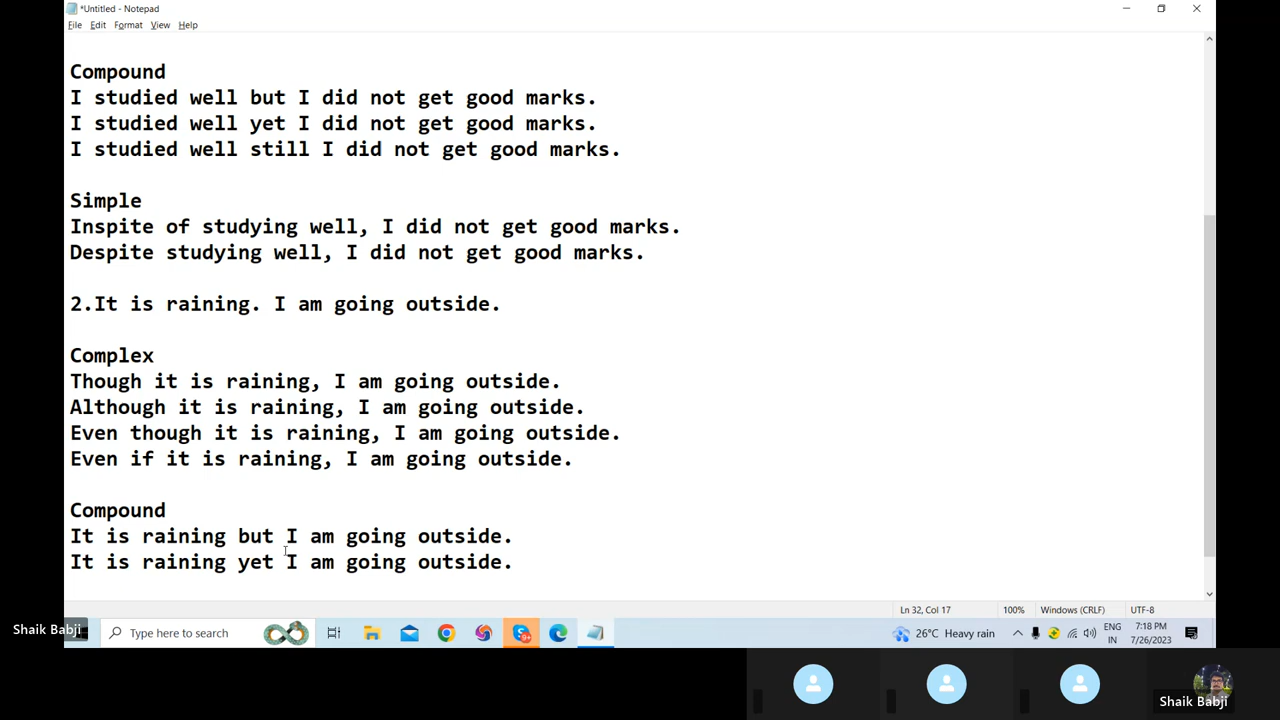 *Untitled - Notepad
File Edit Format View Help
Compound
I studied well but I did not get good marks.
I studied well yet I did not get good marks.
I studied well still I did not get good marks.
Simple
Inspite of studying well, I did not get good marks.
Despite studying well, I did not get good marks.
2.It is raining. I am going outside.
Complex
Though it is raining, I am going outside.
Although it is raining, I am going outside.
Even though it is raining, I am going outside.
Even if it is raining, I am going outside.
Compound
It is raining but I am going outside.
It is raining yet I am going outside.
Ln 32, Col 17 100% Windows (CRLF) UTF-8
Shaik Babji
Type here to search
26°C Heavy rain
ENG
IN
7:18 PM
7/26/2023
Shaik Babji